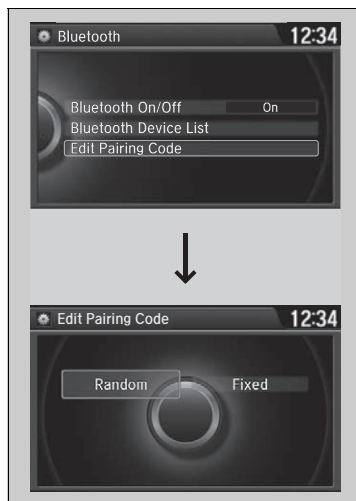 Bluetooth 12:34
Bluetooth On/Off On
Bluetooth Device List
Edit Pairing Code
Edit Pairing Code 12:34
Random Fixed